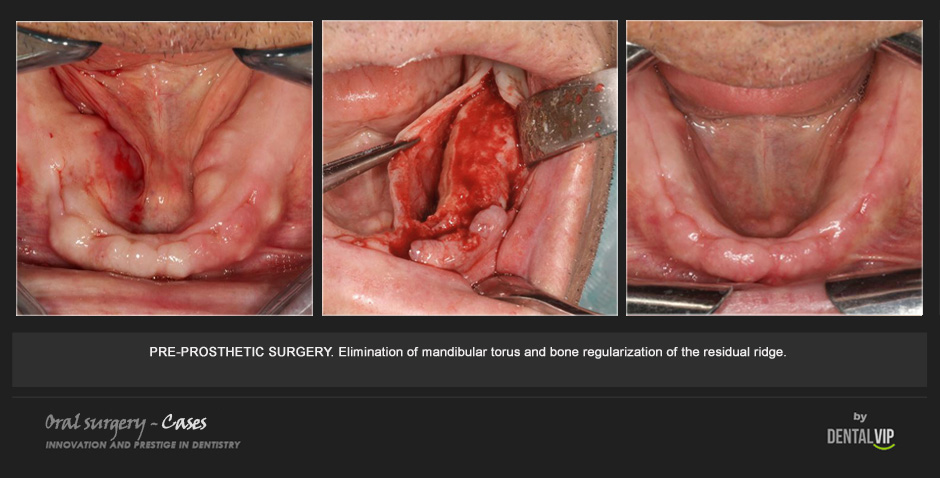 PRE-PROSTHETIC SURGERY. Elimination of mandibular torus and bone regularization of the residual ridge.
Oral surgery - Cases
INNOVATION AND PRESTIGE IN DENTISTRY
by
DENTALVIP